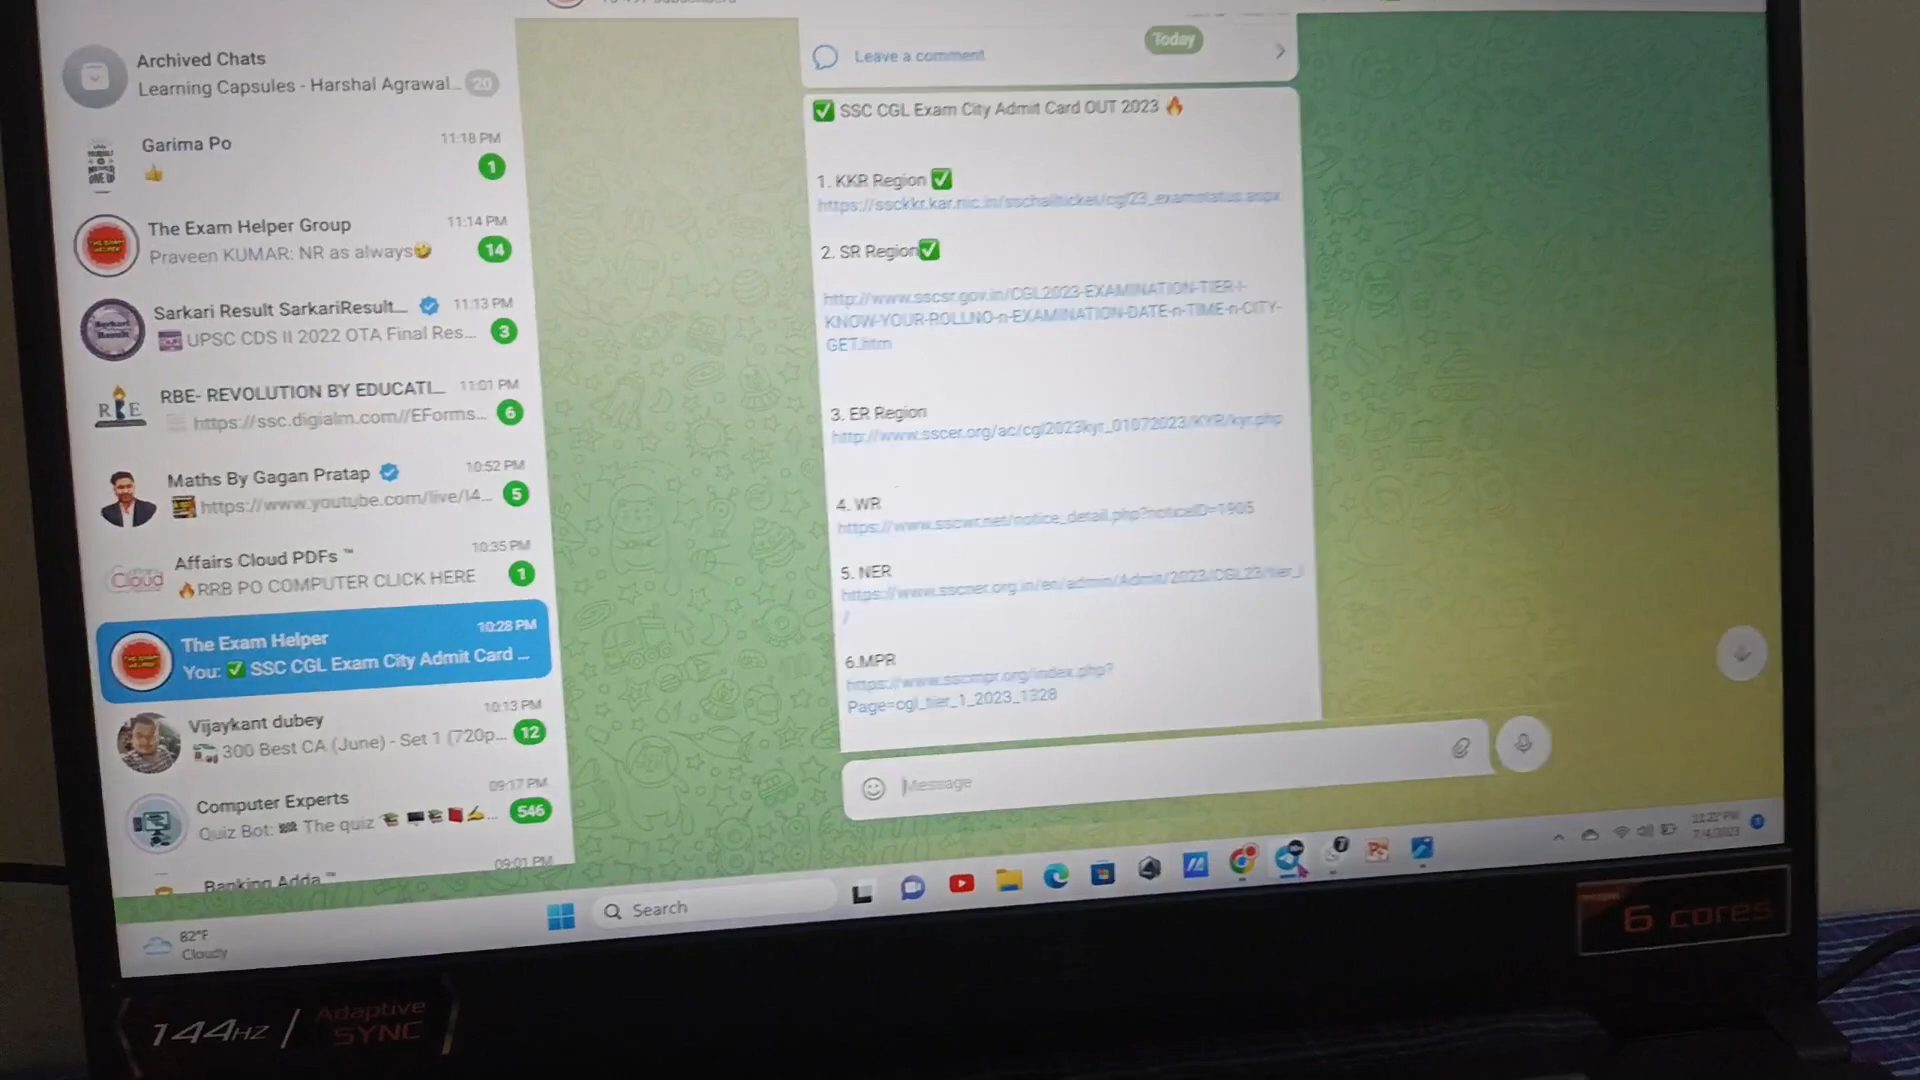 Archived Chats
Learning Capsules - Harshal Agrawal... 20
Garima Po 11:18 PM
👍 1
The Exam Helper Group 11:14 PM
Praveen KUMAR: NR as always🤣 14
Sarkari Result SarkariResult... 11:13 PM
UPSC CDS II 2022 OTA Final Res... 3
RBE- REVOLUTION BY EDUCATI... 11:01 PM
https://ssc.digialm.com//EForms... 6
Maths By Gagan Pratap 10:52 PM
https://www.youtube.com/live/I4... 5
Affairs Cloud PDFs ™ 10:35 PM
🔥RRB PO COMPUTER CLICK HERE 1
The Exam Helper 10:28 PM
You: ✅ SSC CGL Exam City Admit Card ...
Vijaykant dubey 10:13 PM
300 Best CA (June) - Set 1 (720p... 12
Computer Experts 09:17 PM
Quiz Bot: The quiz 546
Banking Adda™ 09:01 PM
Today
Leave a comment
✅ SSC CGL Exam City Admit Card OUT 2023 🔥
1. KKR Region ✅
https://ssckkr.kar.nic.in/sschallticket/cgl23_examstatus.aspx
2. SR Region✅
http://www.sscsr.gov.in/CGL2023-EXAMINATION-TIER-I-
KNOW-YOUR-ROLLNO-n-EXAMINATION-DATE-n-TIME-n-CITY-
GET.htm
3. ER Region
http://www.sscer.org/ac/cgl2023kyr_01072023/KYR/kyr.php
4. WR
https://www.sscwr.net/notice_detail.php?noticeID=1905
5. NER
https://www.sscner.org.in/en/admin/Admit/2023/CGL23/tier_I
/
6.MPR
https://www.sscmpr.org/index.php?
Page=cgl_tier_1_2023_1328
Message
82°F
Cloudy
Search
7/4/2023
144HZ / Adaptive
SYNC
6 cores